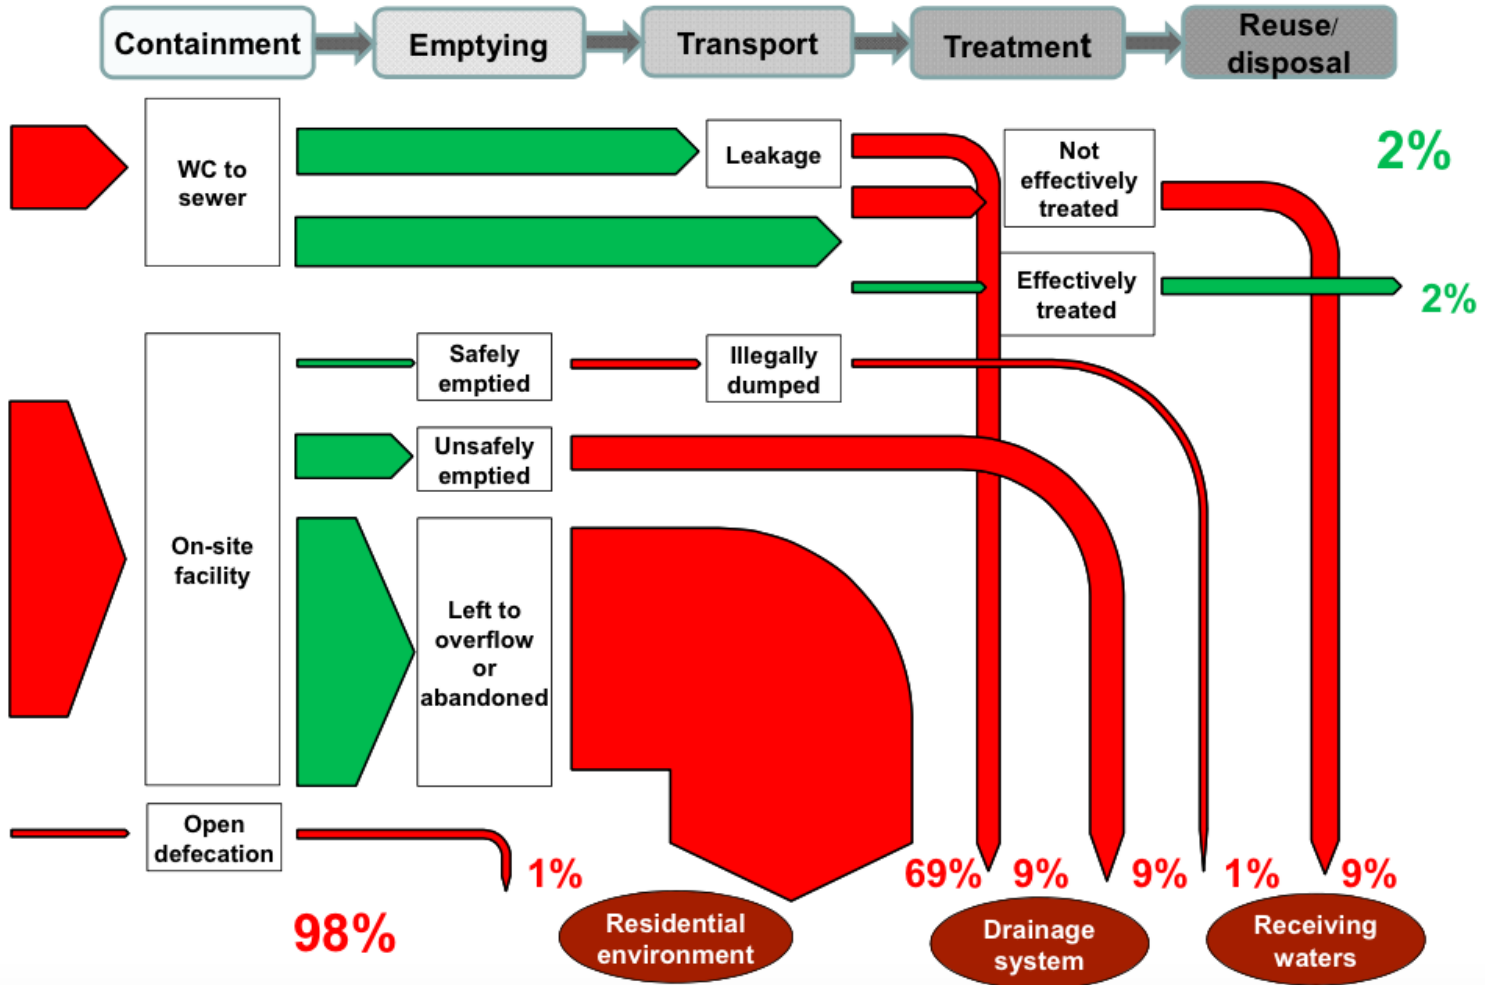 Containment
Emptying
Transport
Treatment
Reuse/
disposal
WC to
sewer
Leakage
Not
effectively
treated
2%
Effectively
treated
2%
Safely
emptied
Illegally
dumped
Unsafely
emptied
On-site
facility
Left to
overflow
or
abandoned
Open
defecation
1%
69%
9%
9%
1%
9%
98%
Residential
environment
Drainage
system
Receiving
waters